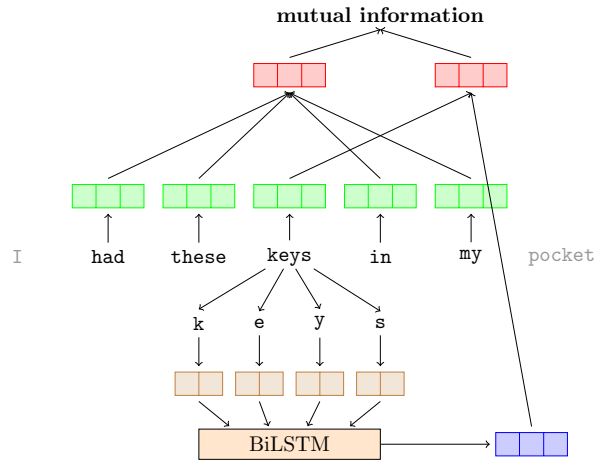 mutual information
I had these keys in my pocket
k e y s
BiLSTM